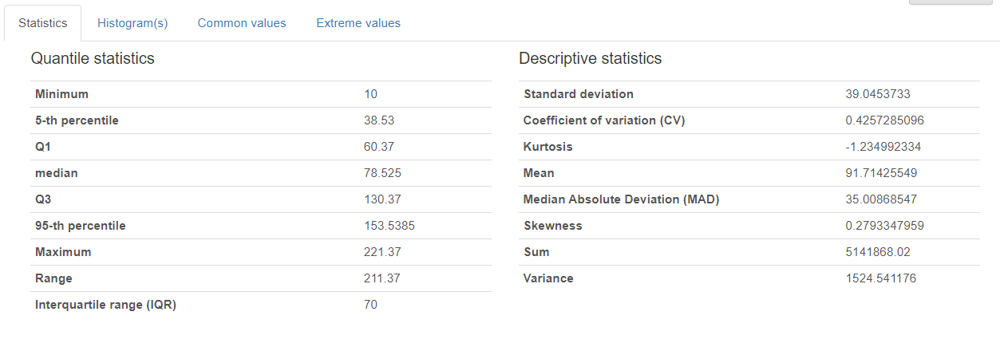 Statistics Histogram(s) Common values Extreme values
Quantile statistics
Minimum 10
5-th percentile 38.53
Q1 60.37
median 78.525
Q3 130.37
95-th percentile 153.5385
Maximum 221.37
Range 211.37
Interquartile range (IQR) 70
Descriptive statistics
Standard deviation 39.0453733
Coefficient of variation (CV) 0.4257285096
Kurtosis -1.234992334
Mean 91.71425549
Median Absolute Deviation (MAD) 35.00868547
Skewness 0.2793347959
Sum 5141868.02
Variance 1524.541176